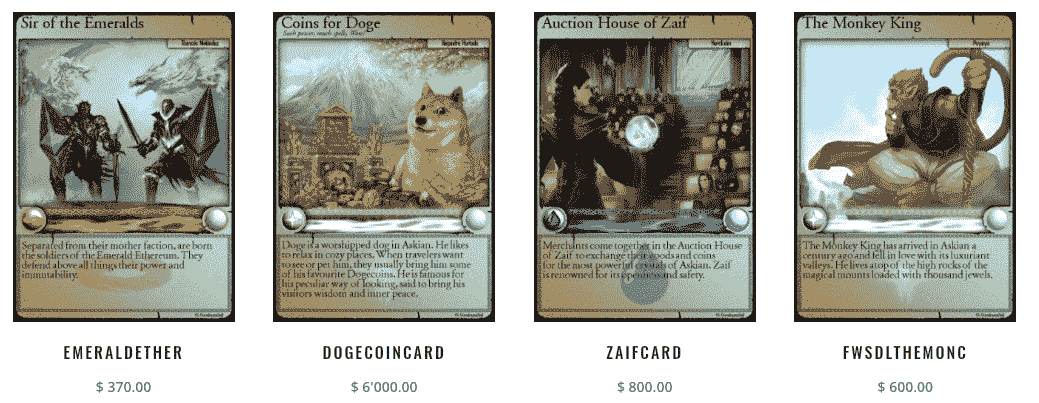 Sir of the Emeralds
Separated from their mother faction, are born
the soldiers of the Emerald Ethereum. They
defend above all things their power and
immutability.
EMERALDETHER
$ 370.00
Coins for Doge
Such power, much spells, Wow!
Alejandro Hurtado
Doge is a worshipped dog in Askian. He likes
to relax in cozy places. When travelers want
to see or pet him, they usually bring him some
of his favourite Dogecoins. He is famous for
his peculiar way of looking, said to bring his
visitors wisdom and inner peace.
DOGECOINCARD
$ 6'000.00
Auction House of Zaif
Merchants come together in the Auction House
of Zaif to exchange their goods and coins
for the most powerful crystals of Askian. Zaif
is renowned for its openness and safety.
ZAIFCARD
$ 800.00
The Monkey King
The Monkey King has arrived in Askian a
century ago and fell in love with its luxuriant
valleys. He lives atop of the high rocks of the
magical mounts loaded with thousand jewels.
FWSDLTHEMONC
$ 600.00